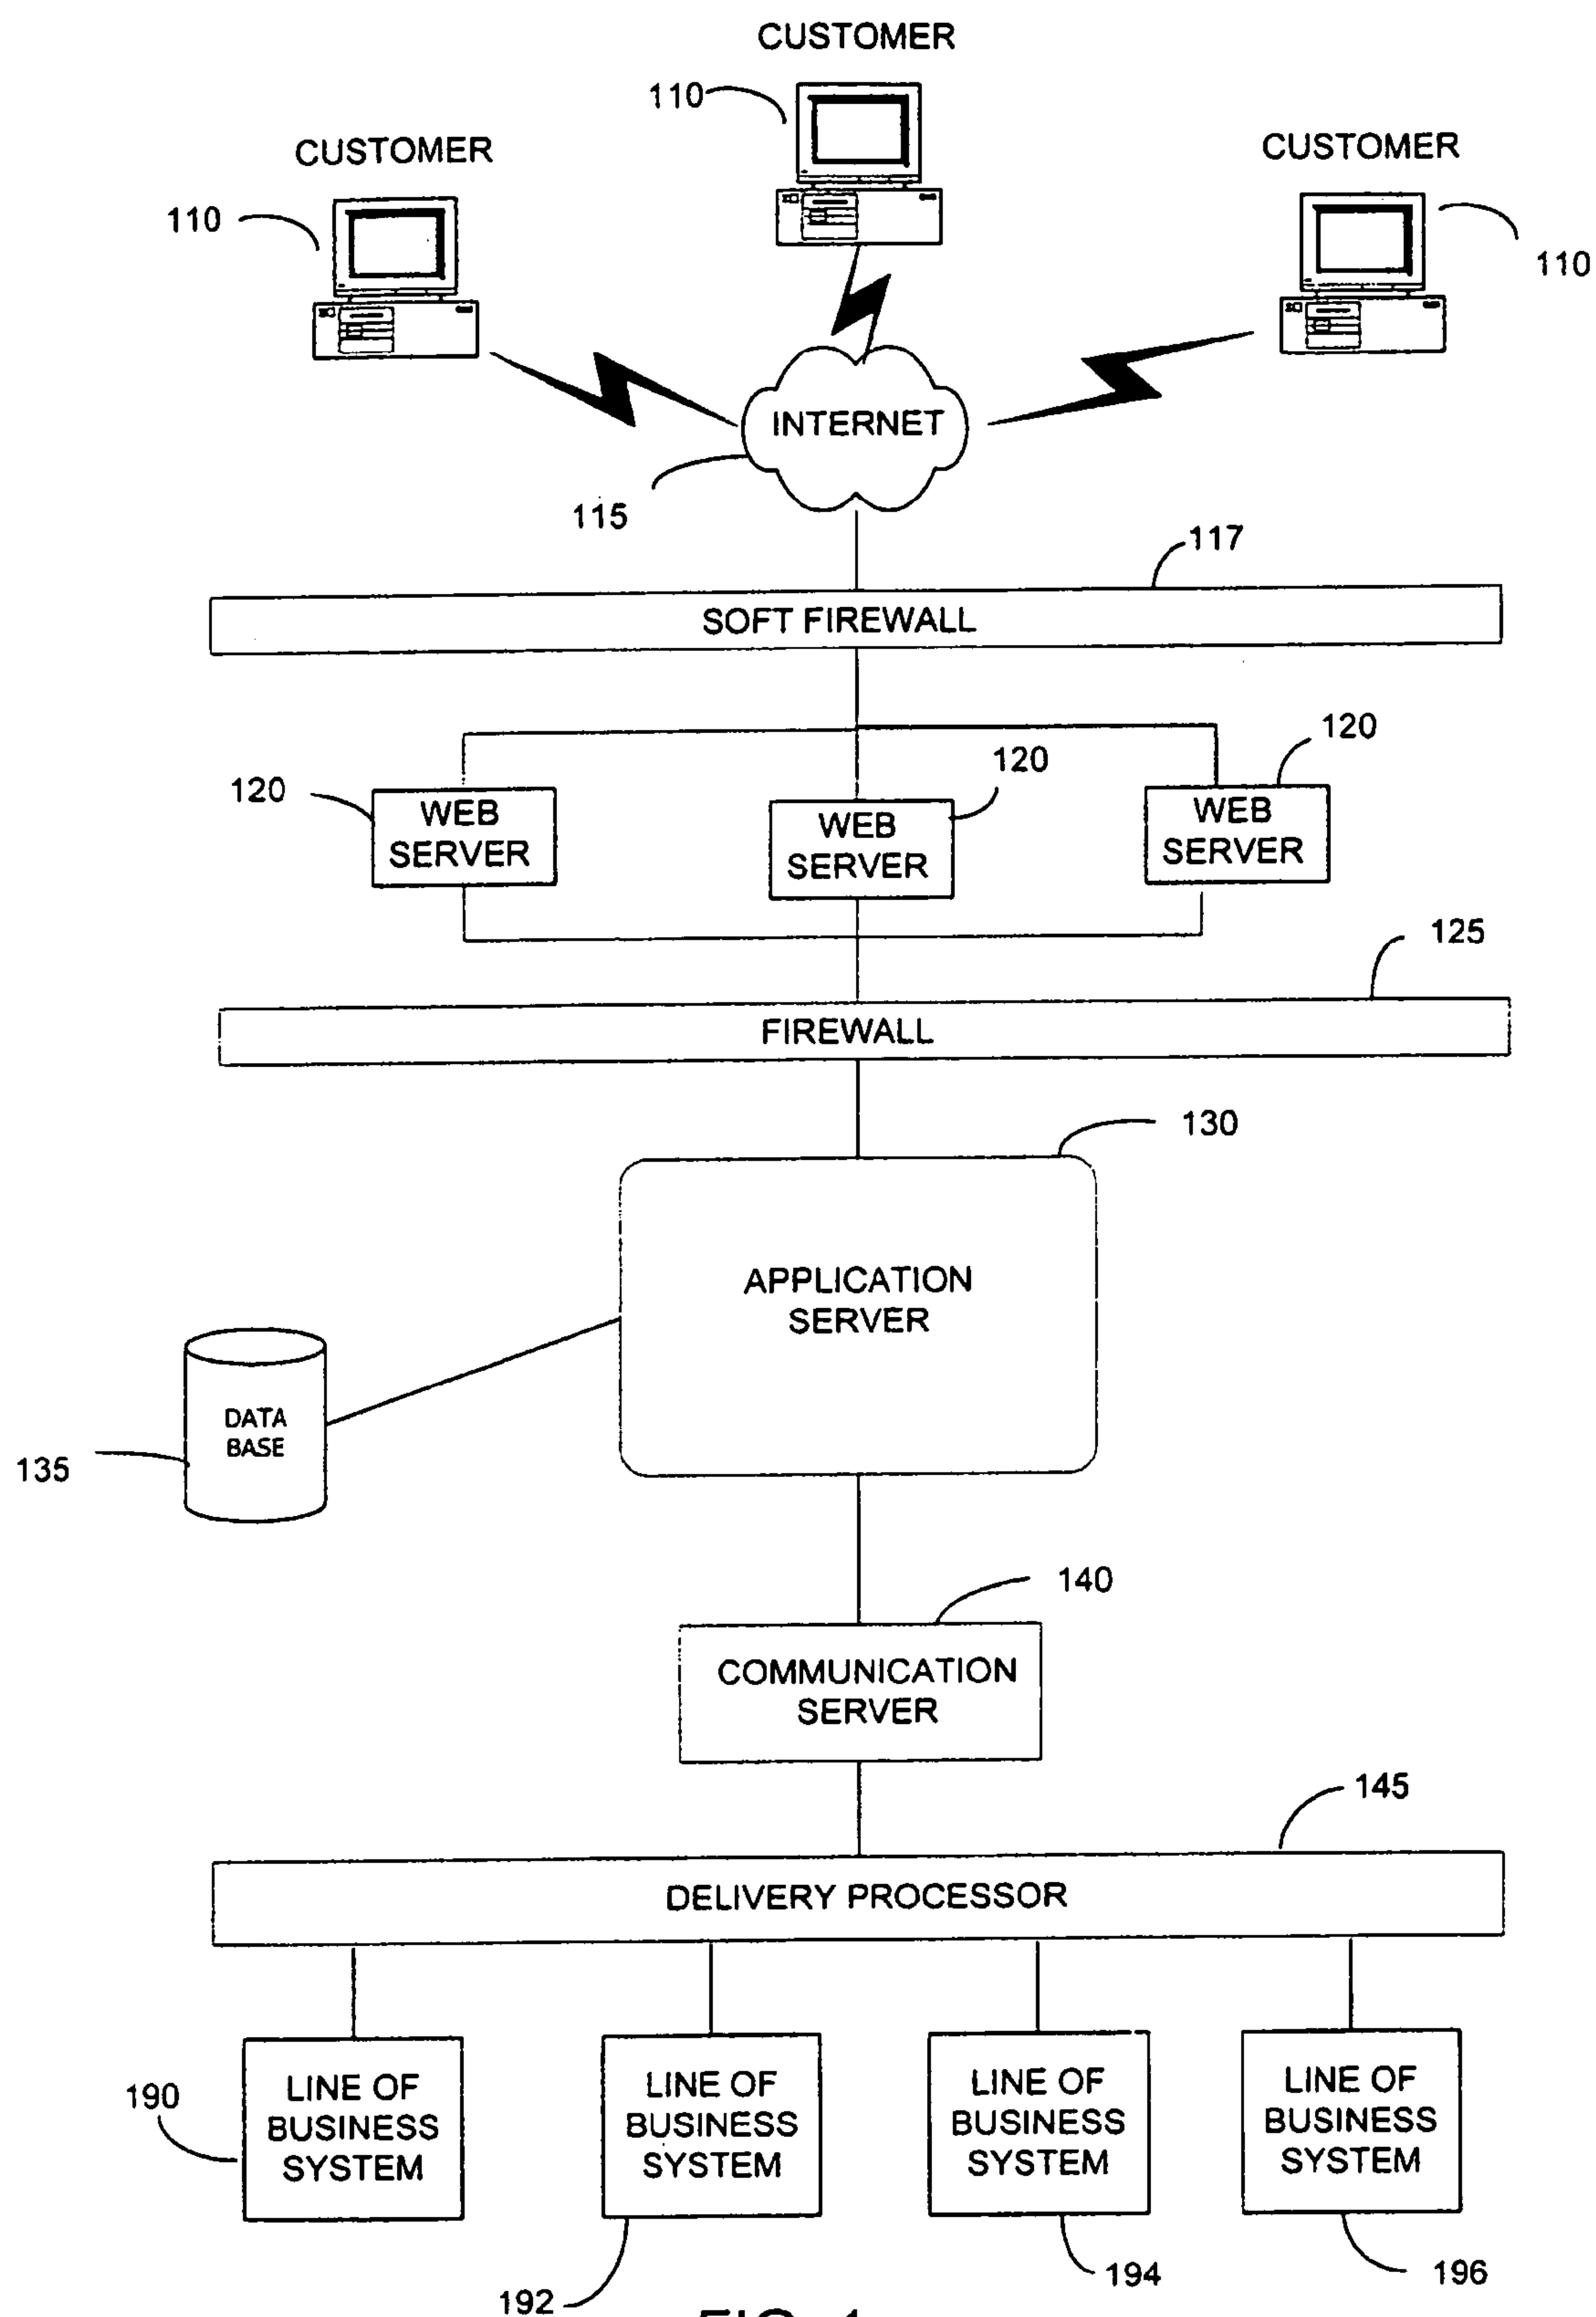 CUSTOMER
110
CUSTOMER
CUSTOMER
110
110
INTERNET
115
117
SOFT FIREWALL
120
120
120
WEB
SERVER
WEB
SERVER
WEB
SERVER
125
FIREWALL
130
APPLICATION
SERVER
DATA
BASE
135
140
COMMUNICATION
SERVER
145
DELIVERY PROCESSOR
190
LINE OF
BUSINESS
SYSTEM
LINE OF
BUSINESS
SYSTEM
LINE OF
BUSINESS
SYSTEM
LINE OF
BUSINESS
SYSTEM
192
194
196
FIG. 1